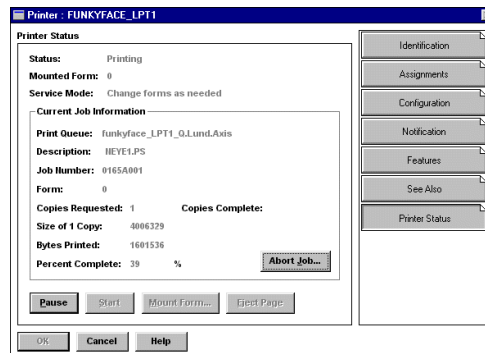 Printer : FUNKYFACE_LPT1
Printer Status
Status: Printing
Mounted Form: 0
Service Mode: Change forms as needed
Current Job Information
Print Queue: funkyface_LPT1_Q.Lund.Axis
Description: NEYE1.PS
Job Number: 0165A001
Form: 0
Copies Requested: 1 Copies Complete:
Size of 1 Copy: 4006329
Bytes Printed: 1601536
Percent Complete: 39 %
Abort Job...
Pause Start Mount Form... Eject Page
OK Cancel Help
Identification
Assignments
Configuration
Notification
Features
See Also
Printer Status